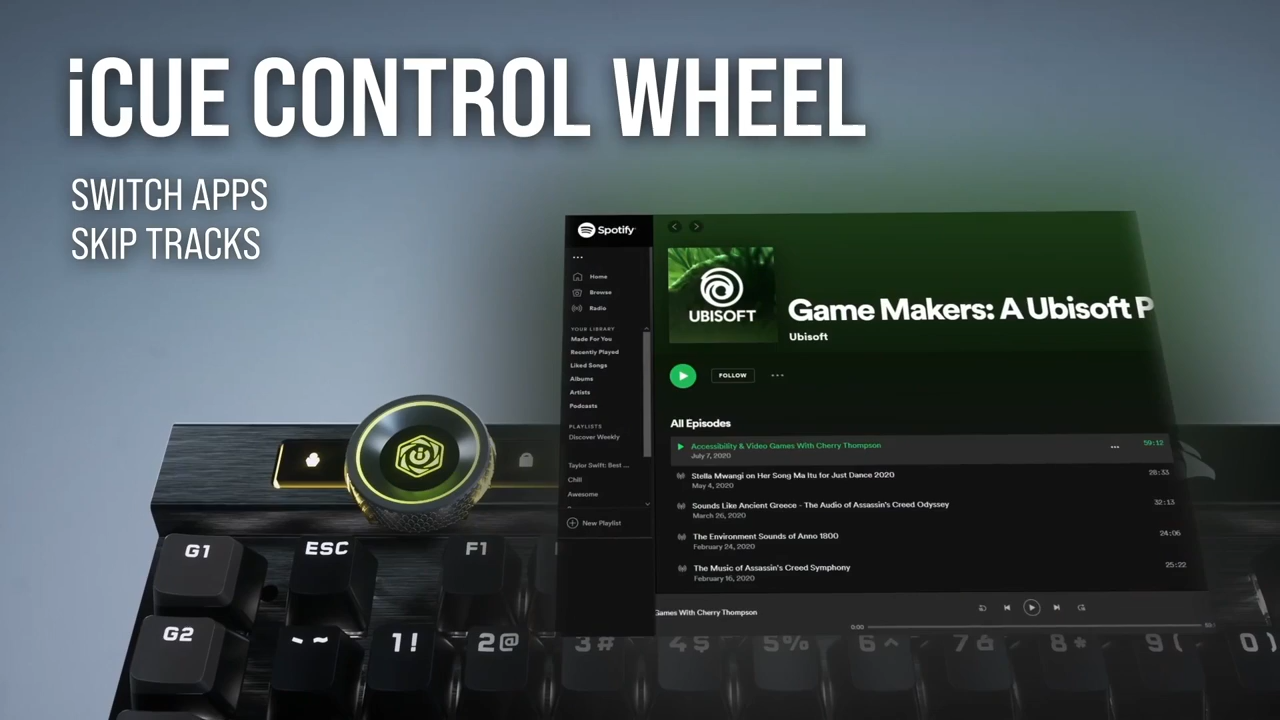 iCUE CONTROL WHEEL
SWITCH APPS
SKIP TRACKS
Spotify
Home
Browse
Radio
YOUR LIBRARY
Made For You
Recently Played
Liked Songs
Albums
Artists
Podcasts
PLAYLISTS
Discover Weekly
Taylor Swift: Best ...
Chill
Awesome
New Playlist
UBISOFT
Game Makers: A Ubisoft P
Ubisoft
FOLLOW
All Episodes
Accessibility & Video Games With Cherry Thompson 59:12
July 7, 2020
Stella Mwangi on Her Song Ma Itu for Just Dance 2020 28:33
May 4, 2020
Sounds Like Ancient Greece - The Audio of Assassin's Creed Odyssey 32:13
March 26, 2020
The Environment Sounds of Anno 1800 24:06
February 24, 2020
The Music of Assassin's Creed Symphony 25:22
February 16, 2020
Games With Cherry Thompson
0:00
G1 ESC F1
G2 - ~ 1! 2@ 3# 4$ 5% 6^ 7& 8* 9( 0)